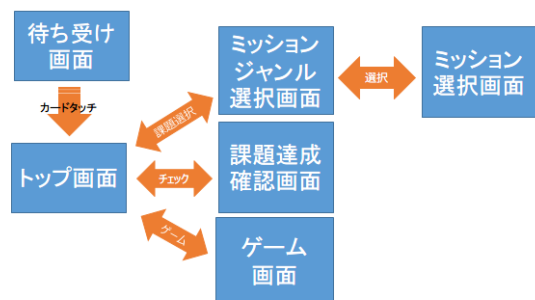 待ち受け
画面
カードタッチ
トップ画面
課題選択
チェック
ゲーム
ミッション
ジャンル
選択画面
選択
ミッション
選択画面
課題達成
確認画面
ゲーム
画面